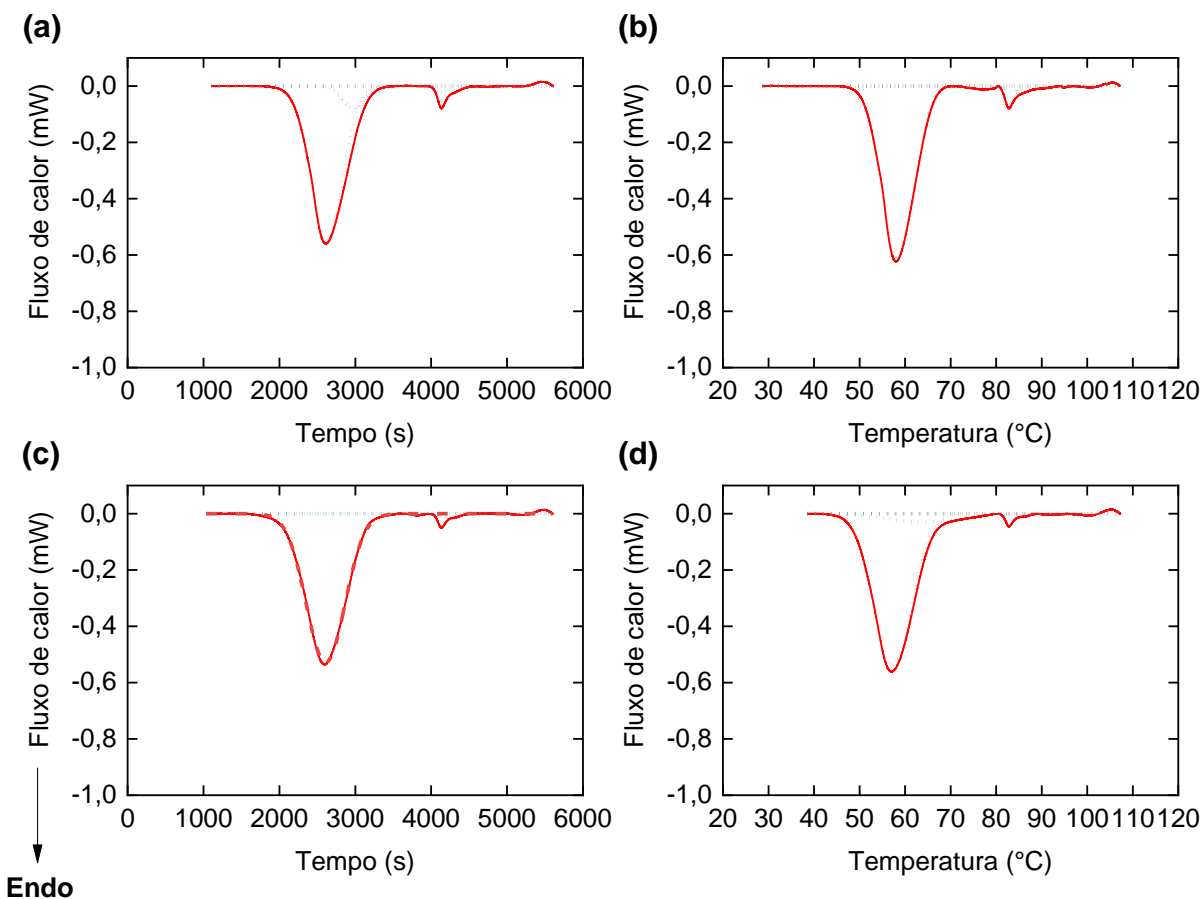 (a)
Fluxo de calor (mW)
0,0
-0,2
-0,4
-0,6
-0,8
-1,0
0 1000 2000 3000 4000 5000 6000
Tempo (s)
(b)
Fluxo de calor (mW)
0,0
-0,2
-0,4
-0,6
-0,8
-1,0
20 30 40 50 60 70 80 90 100 110 120
Temperatura (°C)
(c)
Fluxo de calor (mW)
0,0
-0,2
-0,4
-0,6
-0,8
-1,0
0 1000 2000 3000 4000 5000 6000
Tempo (s)
Endo
(d)
Fluxo de calor (mW)
0,0
-0,2
-0,4
-0,6
-0,8
-1,0
20 30 40 50 60 70 80 90 100 110 120
Temperatura (°C)